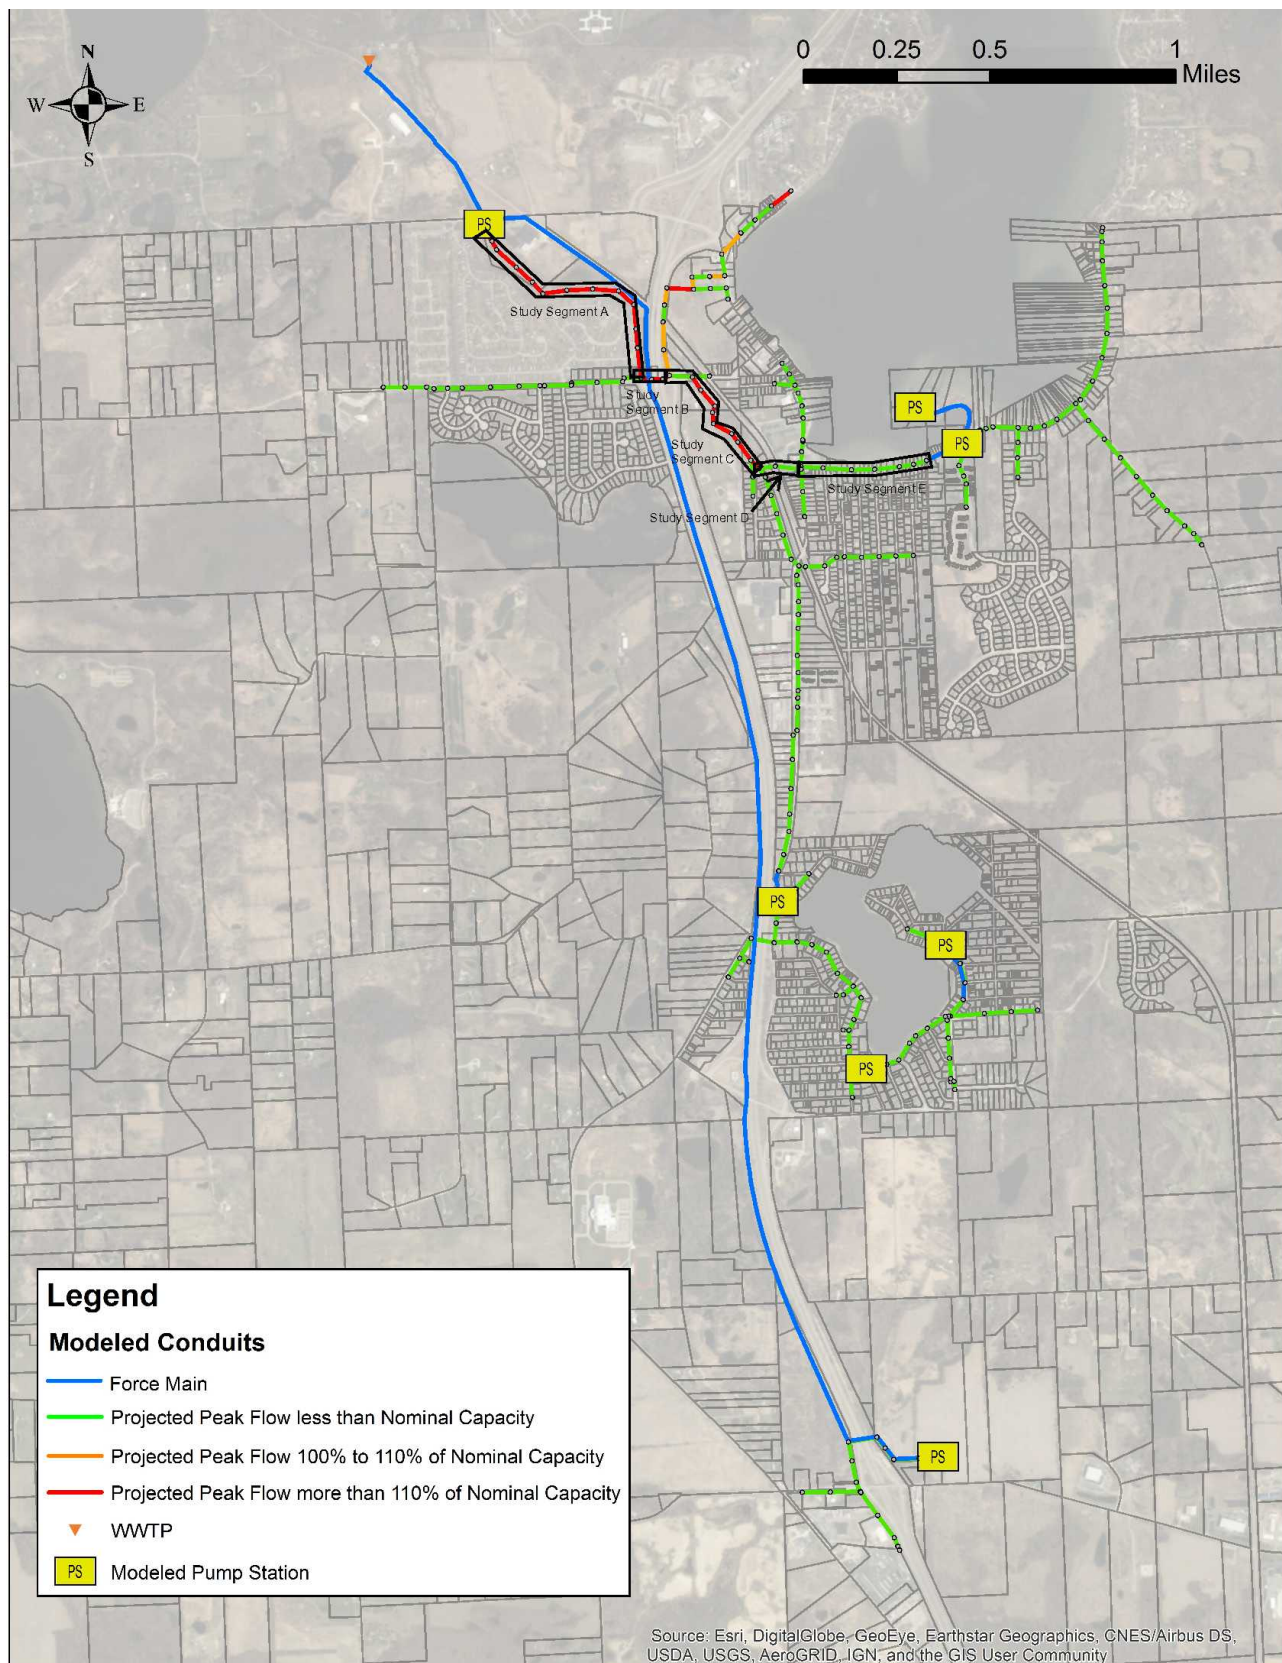 N
W E
S
0 0.25 0.5 1
Miles
PS
Study Segment A
Study
Segment B
PS
PS
Study
Segment C
Study Segment E
Study Segment D
PS
PS
PS
PS
Legend
Modeled Conduits
Force Main
Projected Peak Flow less than Nominal Capacity
Projected Peak Flow 100% to 110% of Nominal Capacity
Projected Peak Flow more than 110% of Nominal Capacity
WWTP
PS Modeled Pump Station
Source: Esri, DigitalGlobe, GeoEye, Earthstar Geographics, CNES/Airbus DS,
USDA, USGS, AeroGRID, IGN, and the GIS User Community